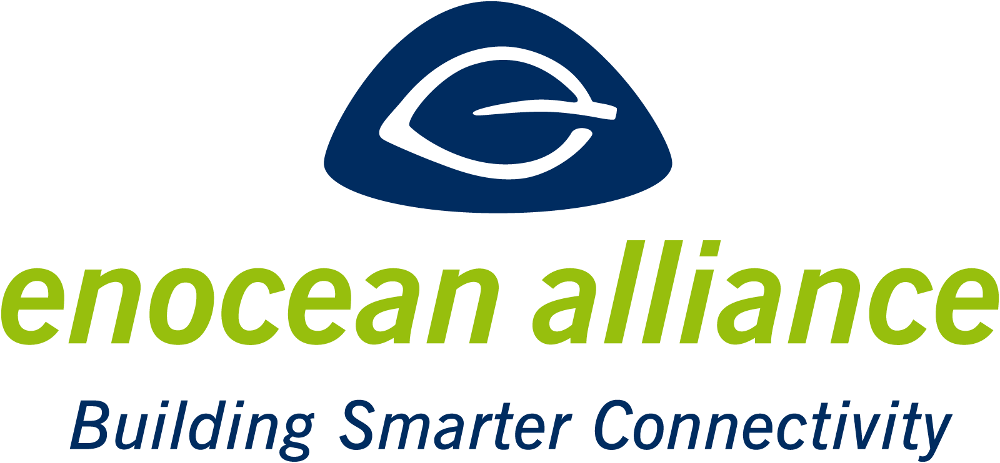 enocean alliance
Building Smarter Connectivity